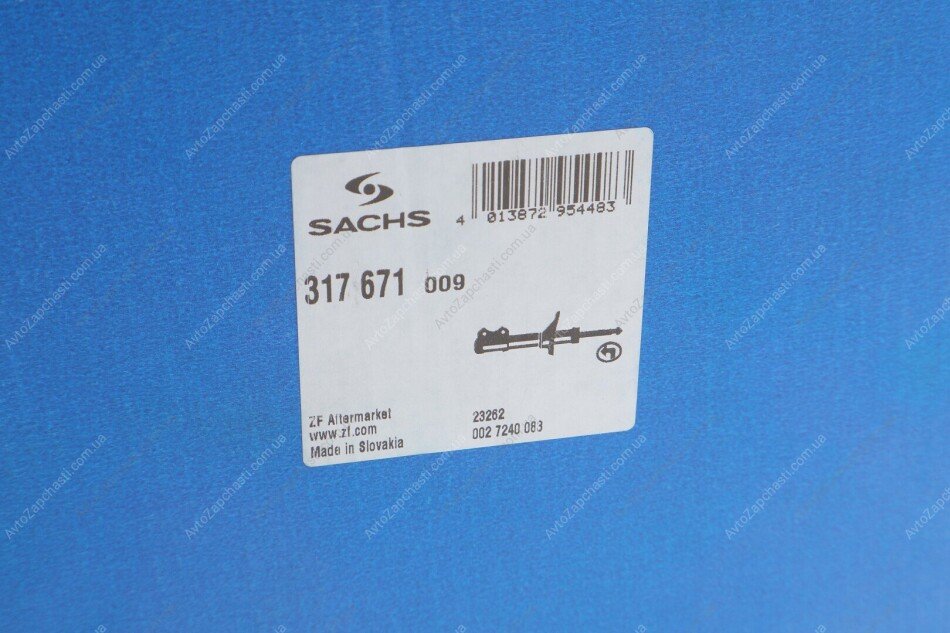 SACHS
4 013872 954483
317 671 009
ZF Aftermarket
www.zf.com
Made in Slovakia
23262
002 7240 083
AvtoZapchasti.com.ua